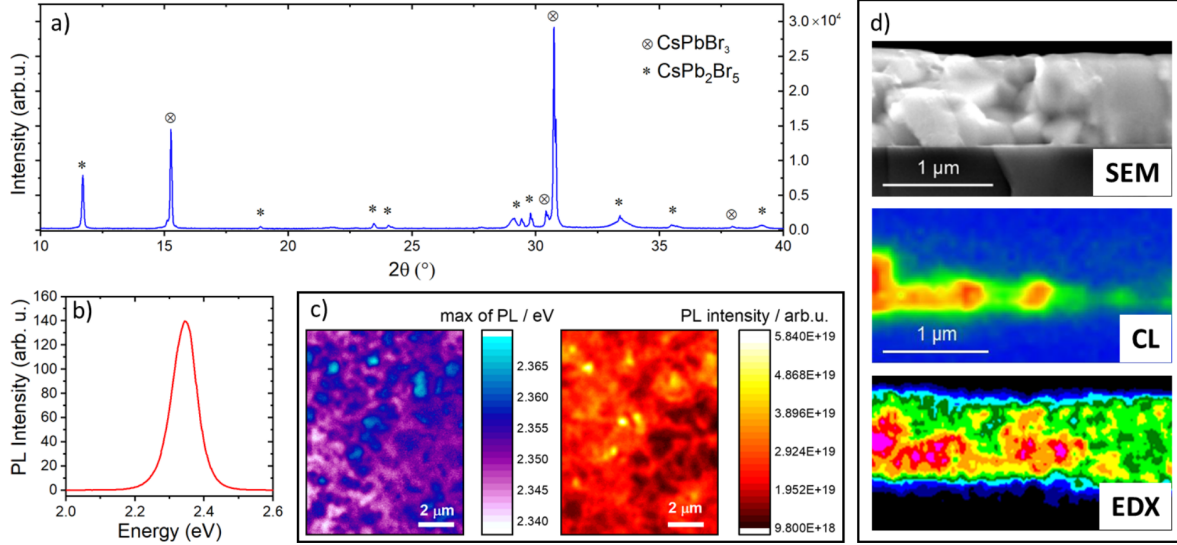 a)
Intensity (arb.u.)
⊗ CsPbBr₃
* CsPb₂Br₅
3.0×10⁴
2.5
2.0
1.5
1.0
0.5
0.0
10 15 20 25 30 35 40
2θ (°)
b)
PL Intensity (arb. u.)
160
140
120
100
80
60
40
20
0
2.0 2.2 2.4 2.6
Energy (eV)
c)
max of PL / eV
2.365
2.360
2.355
2.350
2.345
2.340
2 µm
PL intensity / arb.u.
5.840E+19
4.868E+19
3.896E+19
2.924E+19
1.952E+19
9.800E+18
2 µm
d)
1 µm
SEM
1 µm
CL
EDX